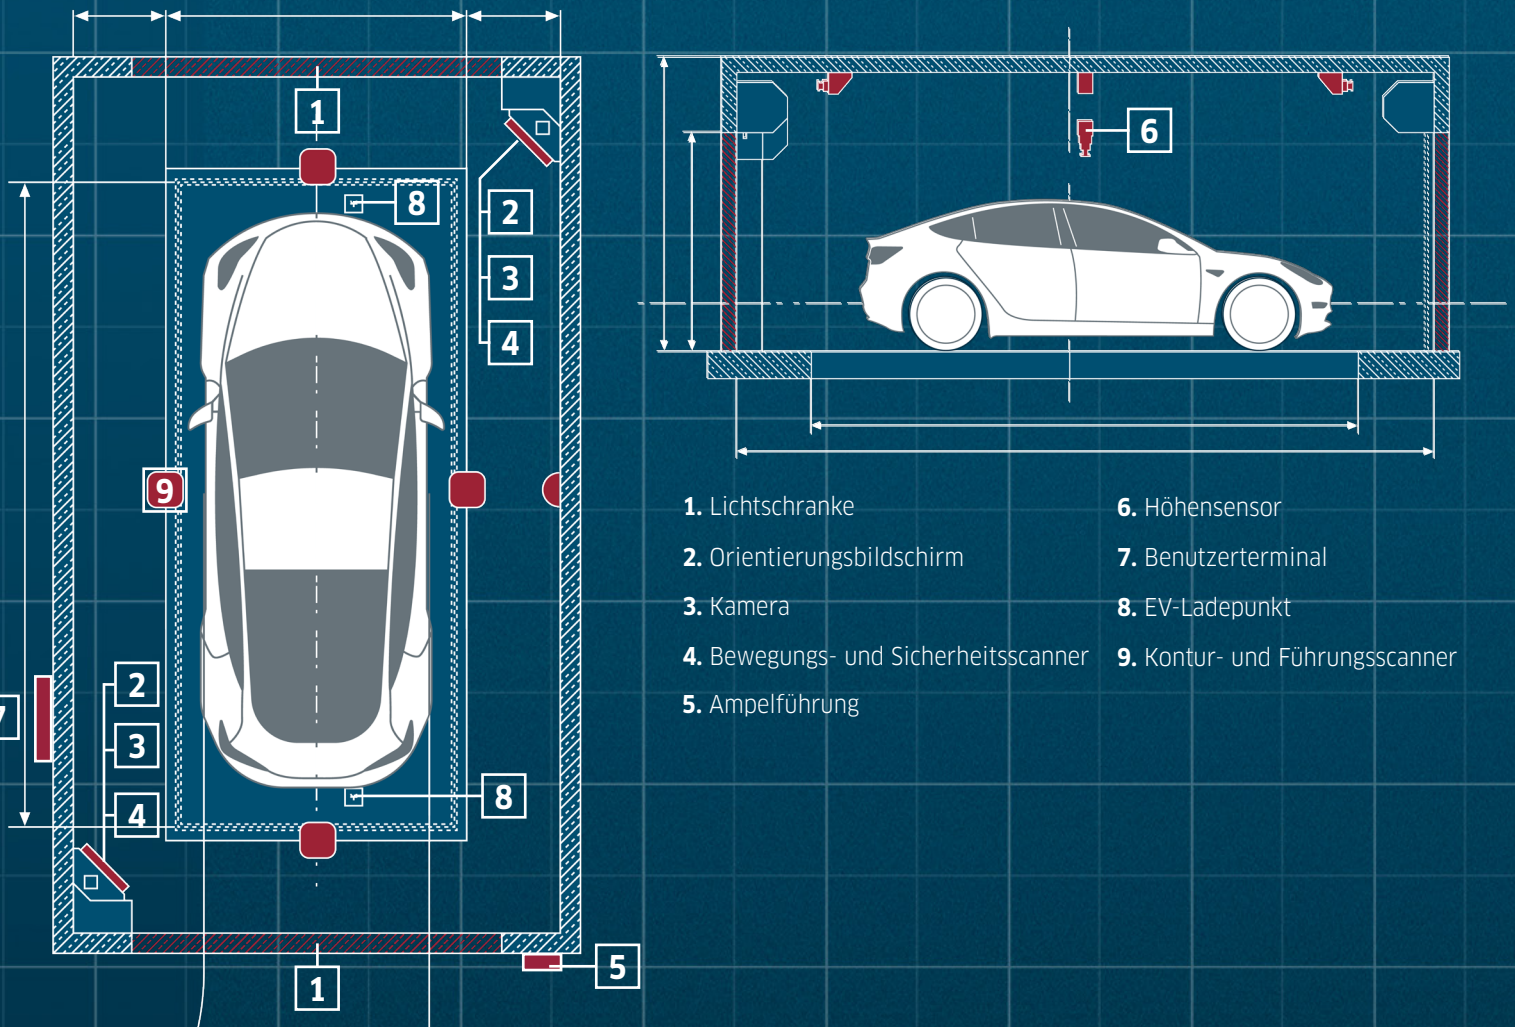 1
8
2
3
4
9
2
3
7
4
8
5
1
6
1. Lichtschranke
2. Orientierungsbildschirm
3. Kamera
4. Bewegungs- und Sicherheitsscanner
5. Ampelführung
6. Höhensensor
7. Benutzerterminal
8. EV-Ladepunkt
9. Kontur- und Führungsscanner